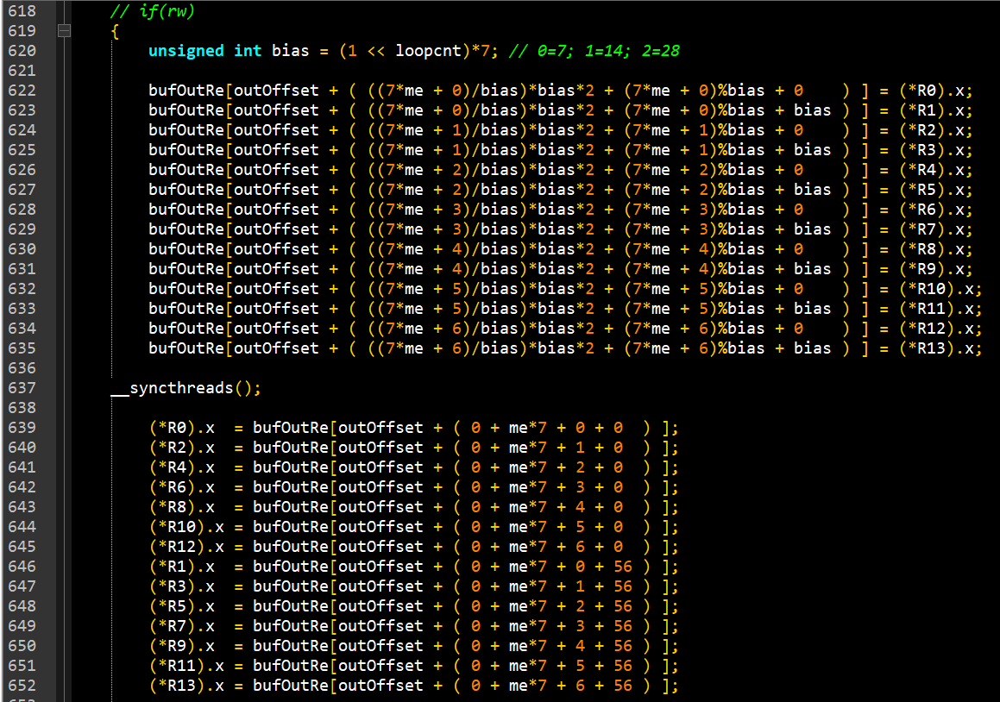 618 // if(rw)
619 {
620 unsigned int bias = (1 << loopcnt)*7; // 0=7; 1=14; 2=28
621
622 bufOutRe[outOffset + ( ((7*me + 0)/bias)*bias*2 + (7*me + 0)%bias + 0 ) ] = (*R0).x;
623 bufOutRe[outOffset + ( ((7*me + 0)/bias)*bias*2 + (7*me + 0)%bias + bias ) ] = (*R1).x;
624 bufOutRe[outOffset + ( ((7*me + 1)/bias)*bias*2 + (7*me + 1)%bias + 0 ) ] = (*R2).x;
625 bufOutRe[outOffset + ( ((7*me + 1)/bias)*bias*2 + (7*me + 1)%bias + bias ) ] = (*R3).x;
626 bufOutRe[outOffset + ( ((7*me + 2)/bias)*bias*2 + (7*me + 2)%bias + 0 ) ] = (*R4).x;
627 bufOutRe[outOffset + ( ((7*me + 2)/bias)*bias*2 + (7*me + 2)%bias + bias ) ] = (*R5).x;
628 bufOutRe[outOffset + ( ((7*me + 3)/bias)*bias*2 + (7*me + 3)%bias + 0 ) ] = (*R6).x;
629 bufOutRe[outOffset + ( ((7*me + 3)/bias)*bias*2 + (7*me + 3)%bias + bias ) ] = (*R7).x;
630 bufOutRe[outOffset + ( ((7*me + 4)/bias)*bias*2 + (7*me + 4)%bias + 0 ) ] = (*R8).x;
631 bufOutRe[outOffset + ( ((7*me + 4)/bias)*bias*2 + (7*me + 4)%bias + bias ) ] = (*R9).x;
632 bufOutRe[outOffset + ( ((7*me + 5)/bias)*bias*2 + (7*me + 5)%bias + 0 ) ] = (*R10).x;
633 bufOutRe[outOffset + ( ((7*me + 5)/bias)*bias*2 + (7*me + 5)%bias + bias ) ] = (*R11).x;
634 bufOutRe[outOffset + ( ((7*me + 6)/bias)*bias*2 + (7*me + 6)%bias + 0 ) ] = (*R12).x;
635 bufOutRe[outOffset + ( ((7*me + 6)/bias)*bias*2 + (7*me + 6)%bias + bias ) ] = (*R13).x;
636
637 __syncthreads();
638
639 (*R0).x = bufOutRe[outOffset + ( 0 + me*7 + 0 + 0 ) ];
640 (*R2).x = bufOutRe[outOffset + ( 0 + me*7 + 1 + 0 ) ];
641 (*R4).x = bufOutRe[outOffset + ( 0 + me*7 + 2 + 0 ) ];
642 (*R6).x = bufOutRe[outOffset + ( 0 + me*7 + 3 + 0 ) ];
643 (*R8).x = bufOutRe[outOffset + ( 0 + me*7 + 4 + 0 ) ];
644 (*R10).x = bufOutRe[outOffset + ( 0 + me*7 + 5 + 0 ) ];
645 (*R12).x = bufOutRe[outOffset + ( 0 + me*7 + 6 + 0 ) ];
646 (*R1).x = bufOutRe[outOffset + ( 0 + me*7 + 0 + 56 ) ];
647 (*R3).x = bufOutRe[outOffset + ( 0 + me*7 + 1 + 56 ) ];
648 (*R5).x = bufOutRe[outOffset + ( 0 + me*7 + 2 + 56 ) ];
649 (*R7).x = bufOutRe[outOffset + ( 0 + me*7 + 3 + 56 ) ];
650 (*R9).x = bufOutRe[outOffset + ( 0 + me*7 + 4 + 56 ) ];
651 (*R11).x = bufOutRe[outOffset + ( 0 + me*7 + 5 + 56 ) ];
652 (*R13).x = bufOutRe[outOffset + ( 0 + me*7 + 6 + 56 ) ];